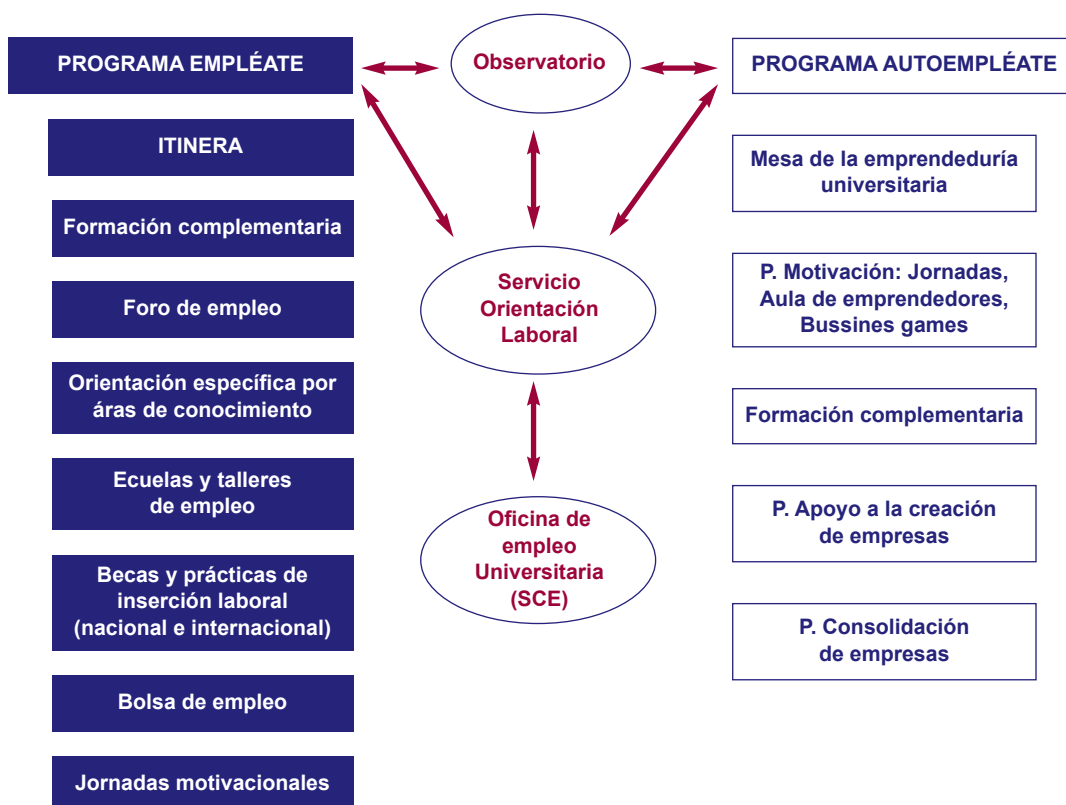 PROGRAMA EMPLÉATE
ITINERA
Formación complementaria
Foro de empleo
Orientación específica por
áras de conocimiento
Ecuelas y talleres
de empleo
Becas y prácticas de
inserción laboral
(nacional e internacional)
Bolsa de empleo
Jornadas motivacionales
Observatorio
Servicio
Orientación
Laboral
Oficina de
empleo
Universitaria
(SCE)
PROGRAMA AUTOEMPLÉATE
Mesa de la emprendeduría
universitaria
P. Motivación: Jornadas,
Aula de emprendedores,
Bussines games
Formación complementaria
P. Apoyo a la creación
de empresas
P. Consolidación
de empresas